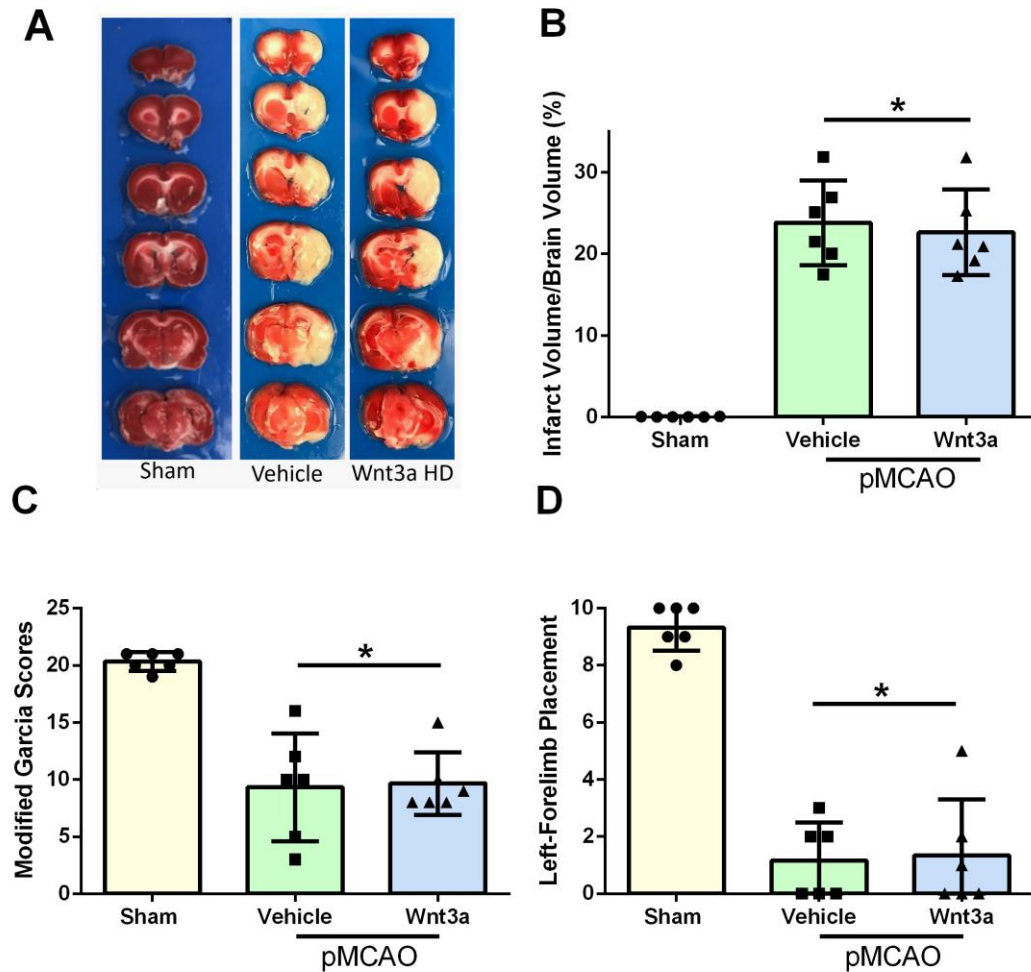 A
Sham
Vehicle
Wnt3a HD
B
Infarct Volume/Brain Volume (%)
30
20
10
0
*
Sham
Vehicle
Wnt3a
pMCAO
C
Modified Garcia Scores
25
20
15
10
5
0
*
Sham
Vehicle
Wnt3a
pMCAO
D
Left-Forelimb Placement
10
8
6
4
2
0
*
Sham
Vehicle
Wnt3a
pMCAO